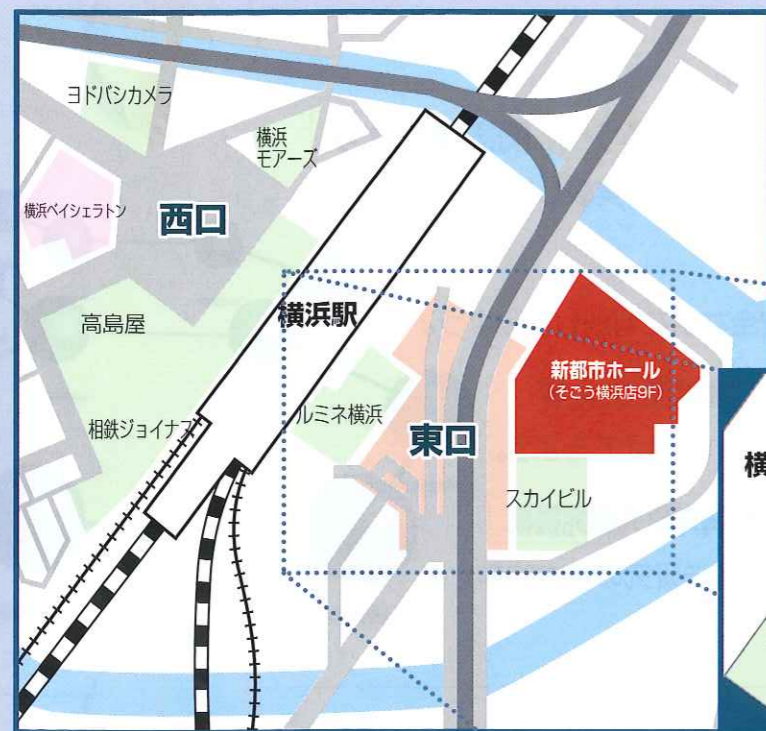 ヨドバシカメラ
横浜
モアーズ
横浜ベイシェラトン
西口
高島屋
横浜駅
新都市ホール
(そごう横浜店9F)
ルミネ横浜
相鉄ジョイナス
東口
横
スカイビル